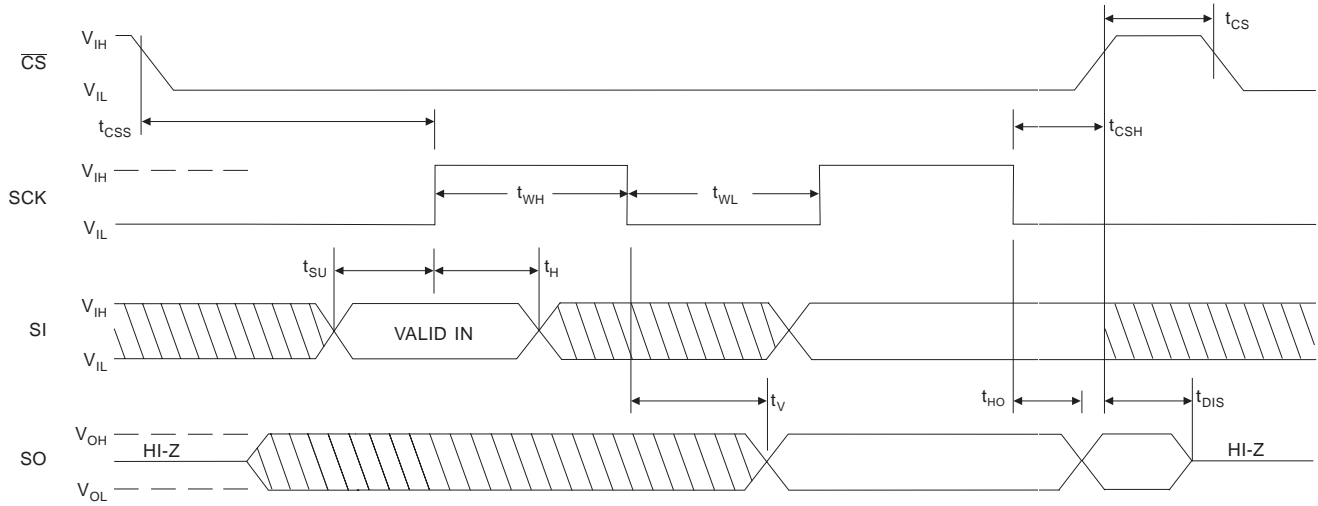 t_CS
V_IH
C̅S̅
V_IL
t_CSS
t_CSH
V_IH
SCK
t_WH
t_WL
V_IL
t_SU
t_H
V_IH
SI
VALID IN
V_IL
t_V
t_HO
t_DIS
V_OH
SO
HI-Z
HI-Z
V_OL